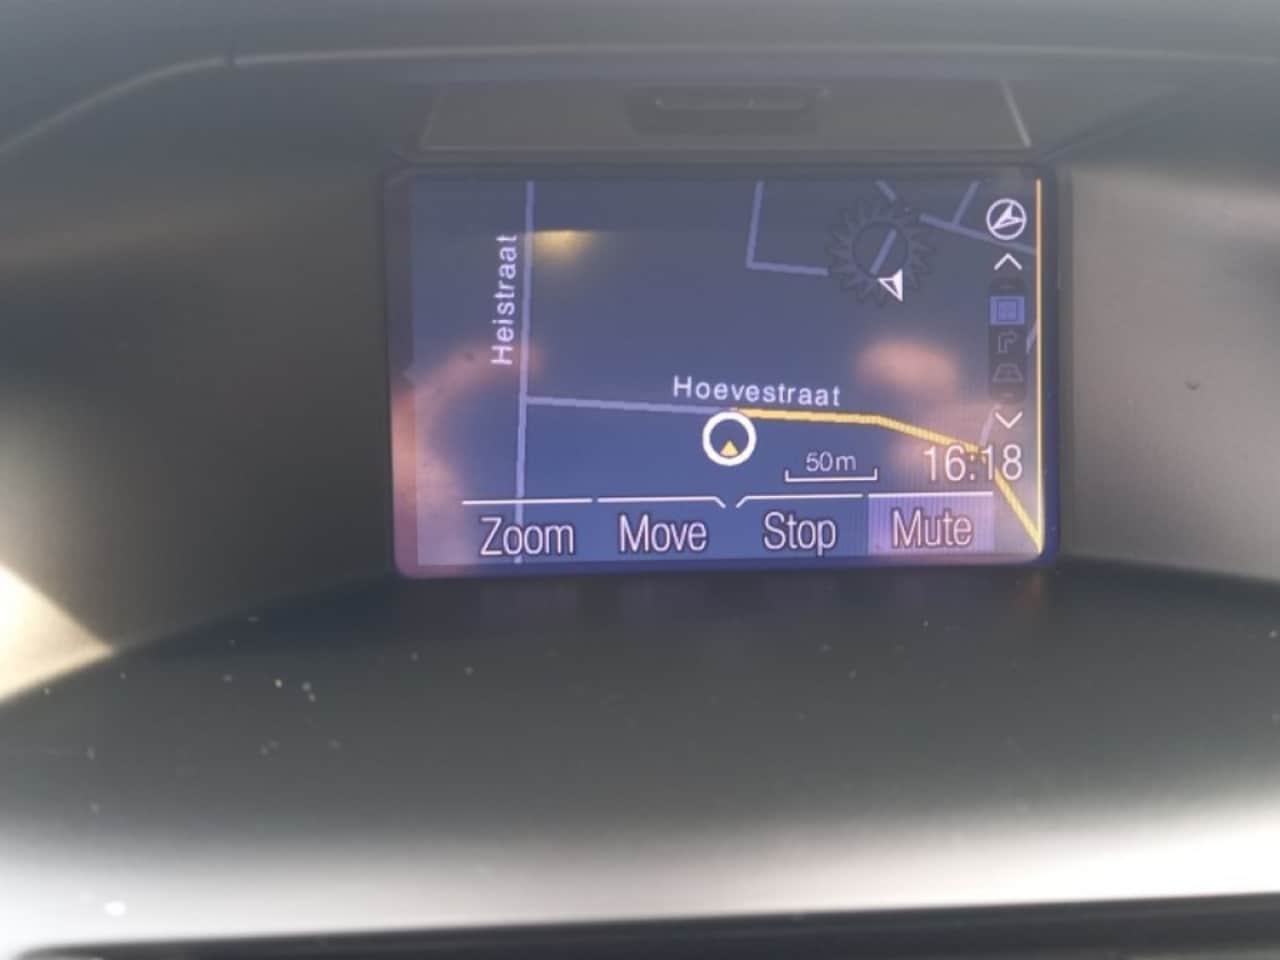 Heistraat
Hoevestraat
50m
16:18
Zoom Move Stop Mute